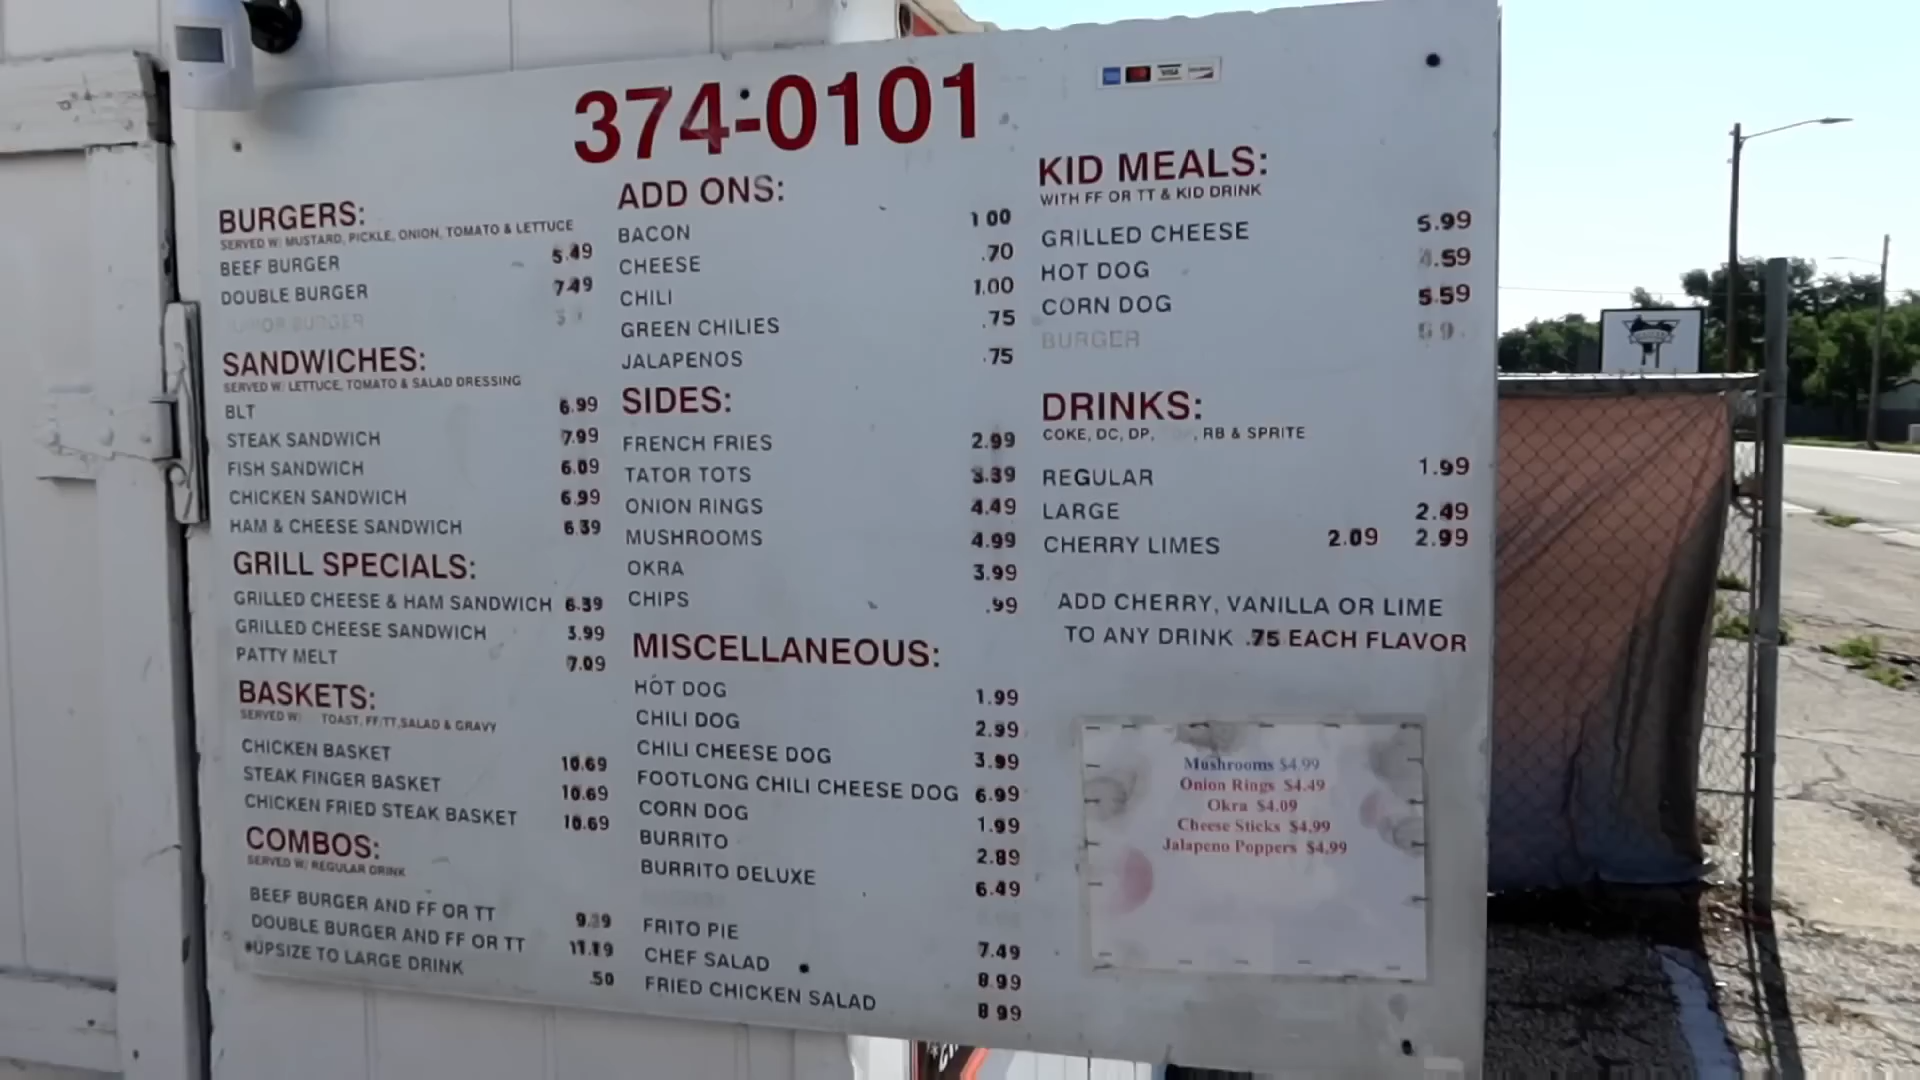 374-0101
VISA
BURGERS:
SERVED W/ MUSTARD, PICKLE, ONION, TOMATO & LETTUCE
BEEF BURGER 5.49
DOUBLE BURGER 7.49
JUNIOR BURGER
SANDWICHES:
SERVED W/ LETTUCE, TOMATO & SALAD DRESSING
BLT 6.99
STEAK SANDWICH 7.99
FISH SANDWICH 6.09
CHICKEN SANDWICH 6.99
HAM & CHEESE SANDWICH 6.39
GRILL SPECIALS:
GRILLED CHEESE & HAM SANDWICH 6.39
GRILLED CHEESE SANDWICH 3.99
PATTY MELT 7.09
BASKETS:
SERVED W/ TOAST, FF/TT, SALAD & GRAVY
CHICKEN BASKET 10.69
STEAK FINGER BASKET 10.69
CHICKEN FRIED STEAK BASKET 10.69
COMBOS:
SERVED W/ REGULAR DRINK
BEEF BURGER AND FF OR TT 9.39
DOUBLE BURGER AND FF OR TT 11.19
*UPSIZE TO LARGE DRINK .50
ADD ONS:
BACON 1 00
CHEESE .70
CHILI 1.00
GREEN CHILIES .75
JALAPENOS .75
SIDES:
FRENCH FRIES 2.99
TATOR TOTS 3.39
ONION RINGS 4.49
MUSHROOMS 4.99
OKRA 3.99
CHIPS .99
MISCELLANEOUS:
HOT DOG 1.99
CHILI DOG 2.99
CHILI CHEESE DOG 3.99
FOOTLONG CHILI CHEESE DOG 6.99
CORN DOG 1.99
BURRITO 2.89
BURRITO DELUXE 6.49
FRITO PIE 7.49
CHEF SALAD 8.99
FRIED CHICKEN SALAD 8 99
KID MEALS:
WITH FF OR TT & KID DRINK
GRILLED CHEESE 5.99
HOT DOG 4.59
CORN DOG 5.59
BURGER
DRINKS:
COKE, DC, DP, , RB & SPRITE
REGULAR 1.99
LARGE 2.49
CHERRY LIMES 2.09 2.99
ADD CHERRY, VANILLA OR LIME
TO ANY DRINK .75 EACH FLAVOR
Mushrooms $4.99
Onion Rings $4.49
Okra $4.09
Cheese Sticks $4.99
Jalapeno Poppers $4.99